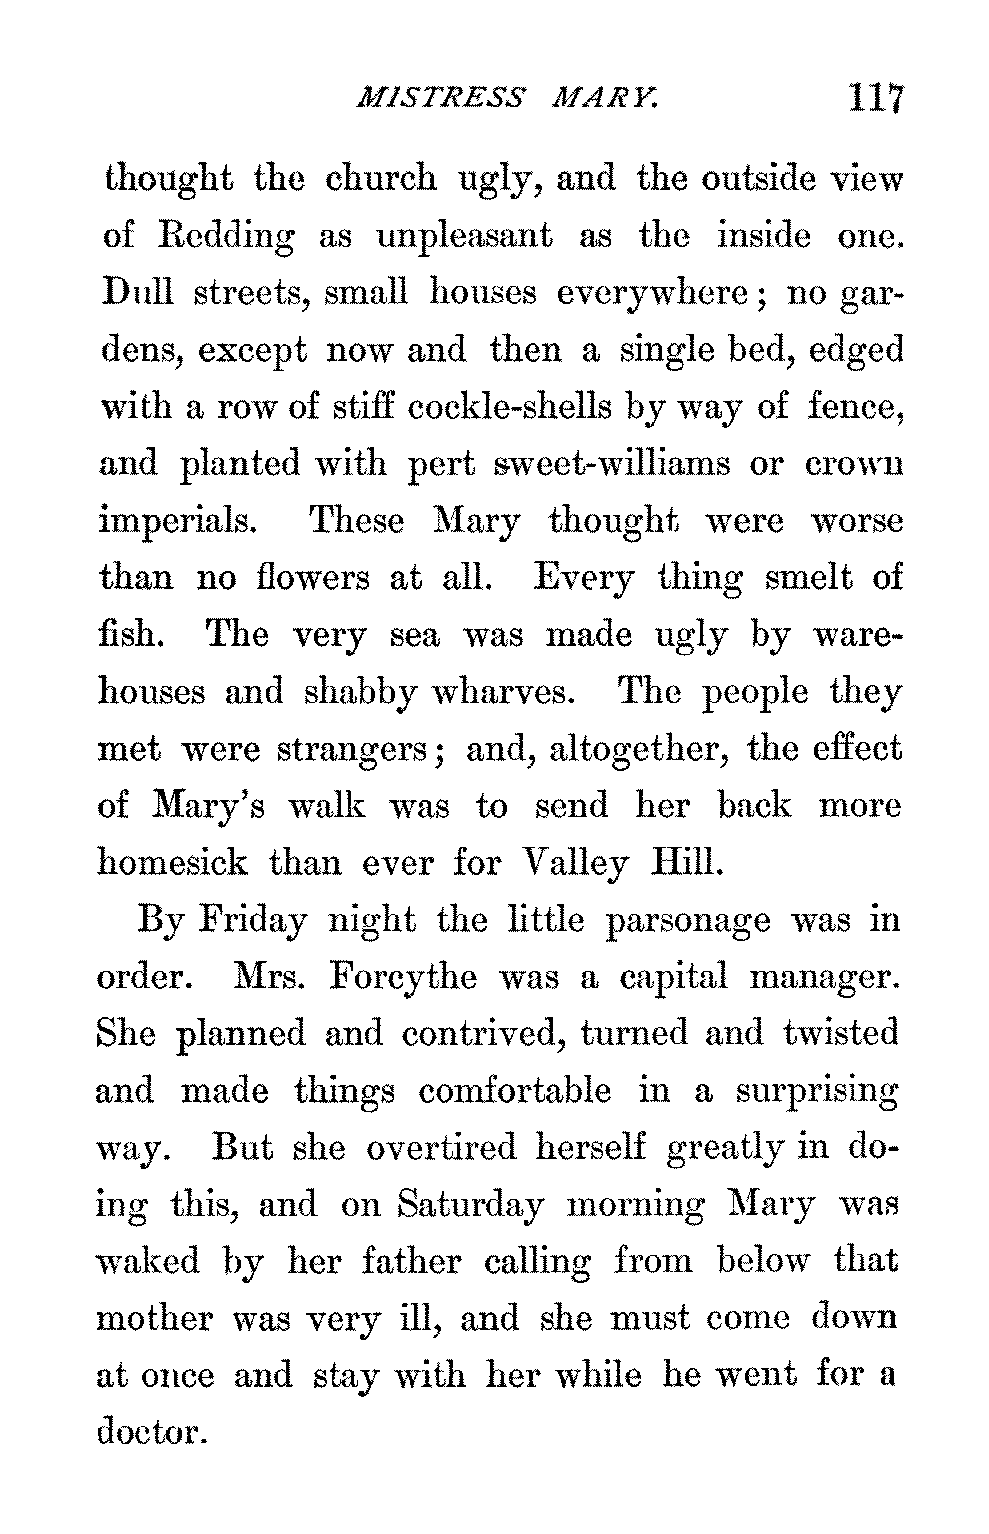 MISTRESS MARY. 117
thought the church ugly, and the outside view
of Redding as unpleasant as the inside one.
Dull streets, small houses everywhere; no gar-
dens, except now and then a single bed, edged
with a row of stiff cockle-shells by way of fence,
and planted with pert sweet-williams or crown
imperials. These Mary thought were worse
than no flowers at all. Every thing smelt of
fish. The very sea was made ugly by ware-
houses and shabby wharves. The people they
met were strangers; and, altogether, the effect
of Mary's walk was to send her back more
homesick than ever for Valley Hill.
By Friday night the little parsonage was in
order. Mrs. Forcythe was a capital manager.
She planned and contrived, turned and twisted
and made things comfortable in a surprising
way. But she overtired herself greatly in do-
ing this, and on Saturday morning Mary was
waked by her father calling from below that
mother was very ill, and she must come down
at once and stay with her while he went for a
doctor.